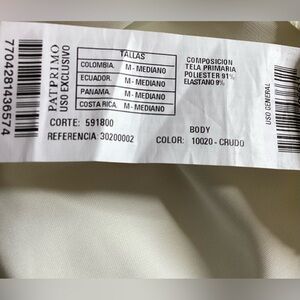 7704281436574
PAT PRIMO
USO EXCLUSIVO
TALLAS
COLOMBIA. M - MEDIANO
ECUADOR. M - MEDIANO
PANAMA. M - MEDIANO
COSTA RICA. M - MEDIANO
COMPOSICION
TELA PRIMARIA
POLIESTER 91%
ELASTANO 9%
CORTE: 591800
REFERENCIA: 30200002
BODY
COLOR: 10020 - CRUDO
USO GENERAL